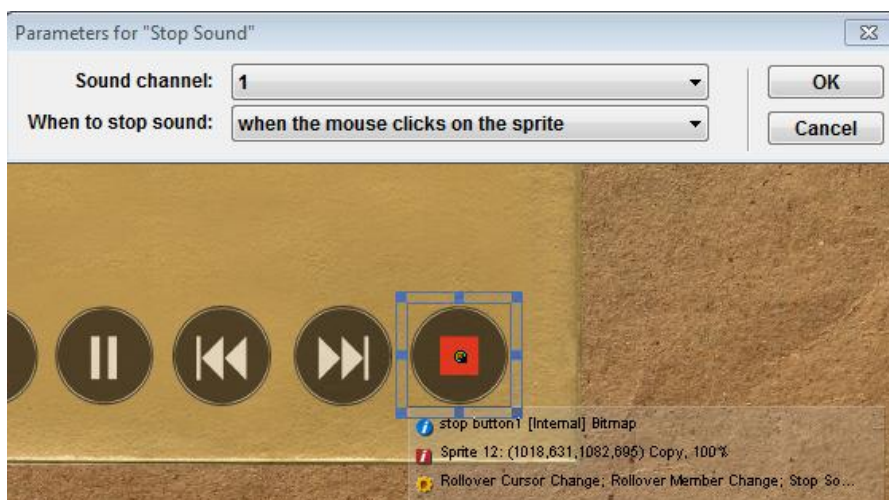 Parameters for "Stop Sound"
Sound channel: 1 OK
When to stop sound: when the mouse clicks on the sprite Cancel
stop button1 [Internal] Bitmap
Sprite 12: (1018,631,1082,695) Copy, 100%
Rollover Cursor Change; Rollover Member Change; Stop So...